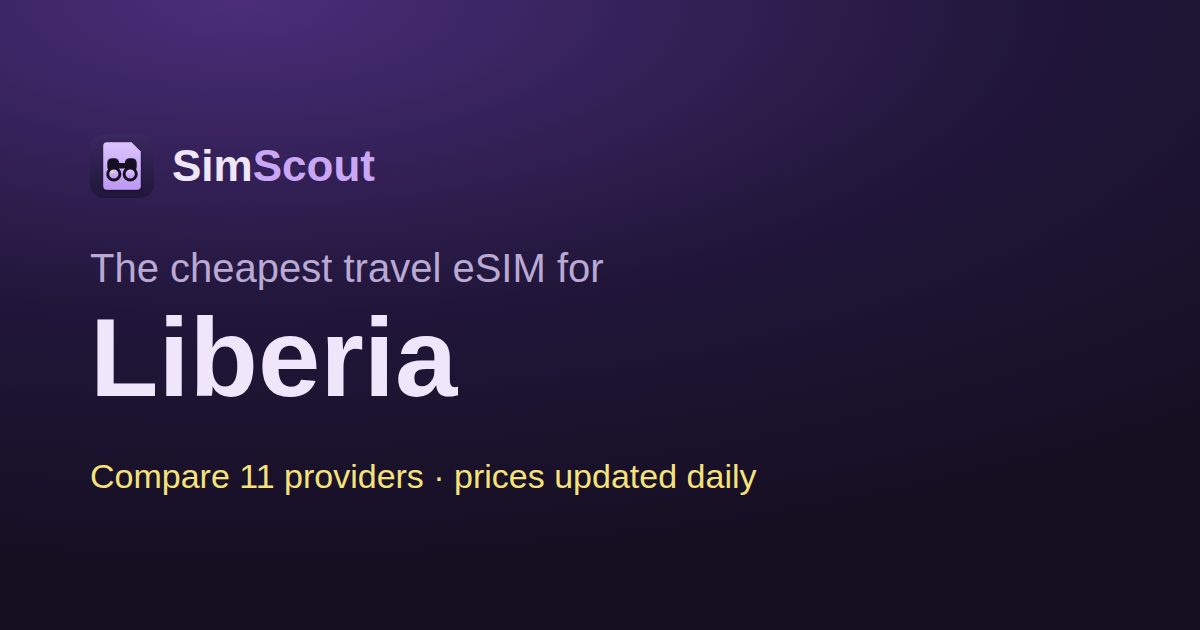 SimScout
The cheapest travel eSIM for
Liberia
Compare 11 providers · prices updated daily